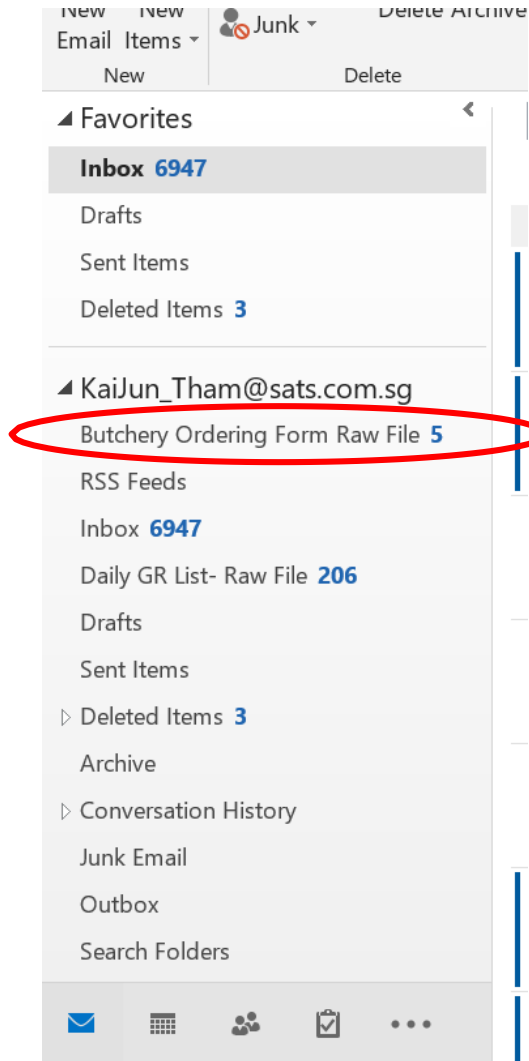 New New
Email Items
Junk
Delete Archive
New Delete
Favorites
Inbox 6947
Drafts
Sent Items
Deleted Items 3
KaiJun_Tham@sats.com.sg
Butchery Ordering Form Raw File 5
RSS Feeds
Inbox 6947
Daily GR List- Raw File 206
Drafts
Sent Items
Deleted Items 3
Archive
Conversation History
Junk Email
Outbox
Search Folders